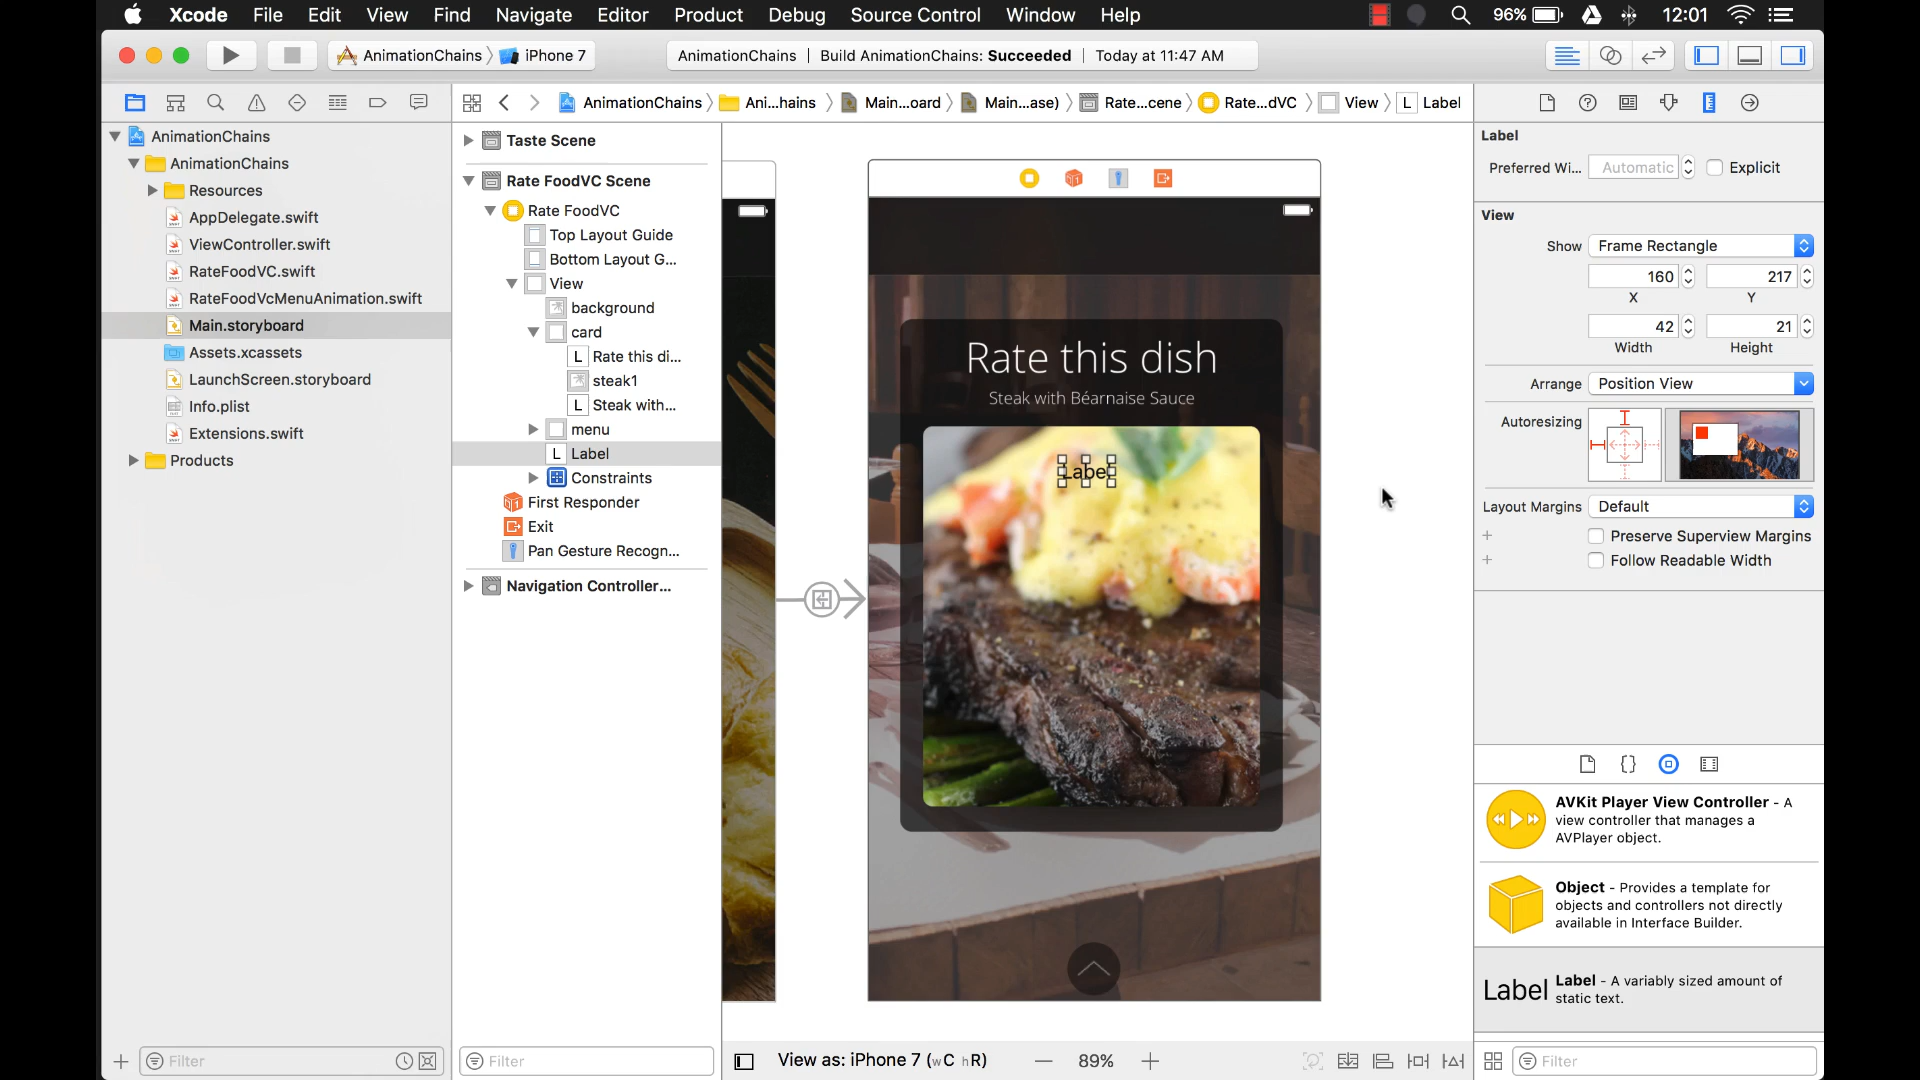 Xcode File Edit View Find Navigate Editor Product Debug Source Control Window Help 96% 12:01
AnimationChains iPhone 7 AnimationChains Build AnimationChains: Succeeded Today at 11:47 AM
AnimationChains Ani...hains Main...oard Main...ase) Rate...cene Rate...dVC View L Label
AnimationChains
AnimationChains
Resources
AppDelegate.swift
ViewController.swift
RateFoodVC.swift
RateFoodVcMenuAnimation.swift
Main.storyboard
Assets.xcassets
LaunchScreen.storyboard
Info.plist
Extensions.swift
Products
Filter
Taste Scene
Rate FoodVC Scene
Rate FoodVC
Top Layout Guide
Bottom Layout G...
View
background
card
L Rate this di...
steak1
L Steak with...
menu
L Label
Constraints
First Responder
Exit
Pan Gesture Recogn...
Navigation Controller...
Filter
Rate this dish
Steak with Béarnaise Sauce
Label
View as: iPhone 7 (wC hR) — 89% +
Label
Preferred Wi... Automatic Explicit
View
Show Frame Rectangle
160 217
X Y
42 21
Width Height
Arrange Position View
Autoresizing
Layout Margins Default
+ Preserve Superview Margins
+ Follow Readable Width
{}
AVKit Player View Controller - A
view controller that manages a
AVPlayer object.
Object - Provides a template for
objects and controllers not directly
available in Interface Builder.
Label
Label - A variably sized amount of
static text.
Filter